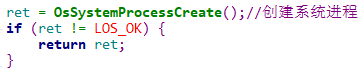 ret = OsSystemProcessCreate();//创建系统进程
if (ret != LOS_OK) {
    return ret;
}